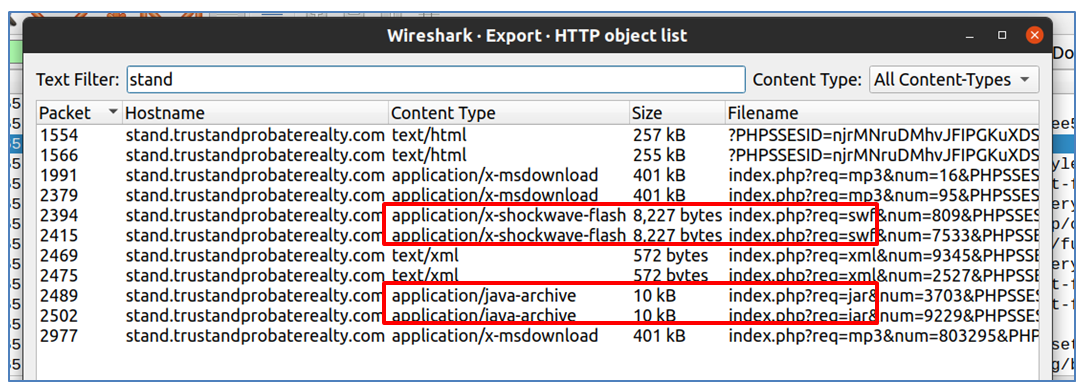 Wireshark · Export · HTTP object list
Do
Text Filter: stand Content Type: All Content-Types
Packet Hostname Content Type Size Filename
1554 stand.trustandprobaterealty.com text/html 257 kB ?PHPSSESID=njrMNruDMhvJFIPGKuXDS
1566 stand.trustandprobaterealty.com text/html 255 kB ?PHPSSESID=njrMNruDMhvJFIPGKuXDS
1991 stand.trustandprobaterealty.com application/x-msdownload 401 kB index.php?req=mp3&num=16&PHPSSES
2379 stand.trustandprobaterealty.com application/x-msdownload 401 kB index.php?req=mp3&num=95&PHPSSES
2394 stand.trustandprobaterealty.com application/x-shockwave-flash 8,227 bytes index.php?req=swf&num=809&PHPSSES
2415 stand.trustandprobaterealty.com application/x-shockwave-flash 8,227 bytes index.php?req=swf&num=7533&PHPSSE
2469 stand.trustandprobaterealty.com text/xml 572 bytes index.php?req=xml&num=9345&PHPSSE
2475 stand.trustandprobaterealty.com text/xml 572 bytes index.php?req=xml&num=2527&PHPSSE
2489 stand.trustandprobaterealty.com application/java-archive 10 kB index.php?req=jar&num=3703&PHPSSES
2502 stand.trustandprobaterealty.com application/java-archive 10 kB index.php?req=jar&num=9229&PHPSSES
2977 stand.trustandprobaterealty.com application/x-msdownload 401 kB index.php?req=mp3&num=803295&PHP